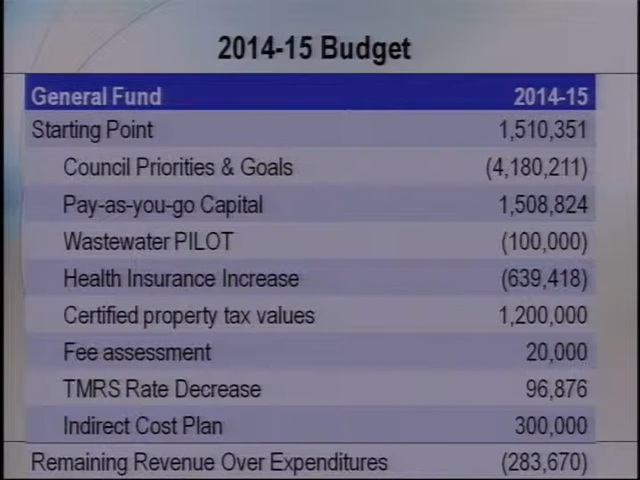 2014-15 Budget
General Fund 2014-15
Starting Point 1,510,351
Council Priorities & Goals (4,180,211)
Pay-as-you-go Capital 1,508,824
Wastewater PILOT (100,000)
Health Insurance Increase (639,418)
Certified property tax values 1,200,000
Fee assessment 20,000
TMRS Rate Decrease 96,876
Indirect Cost Plan 300,000
Remaining Revenue Over Expenditures (283,670)